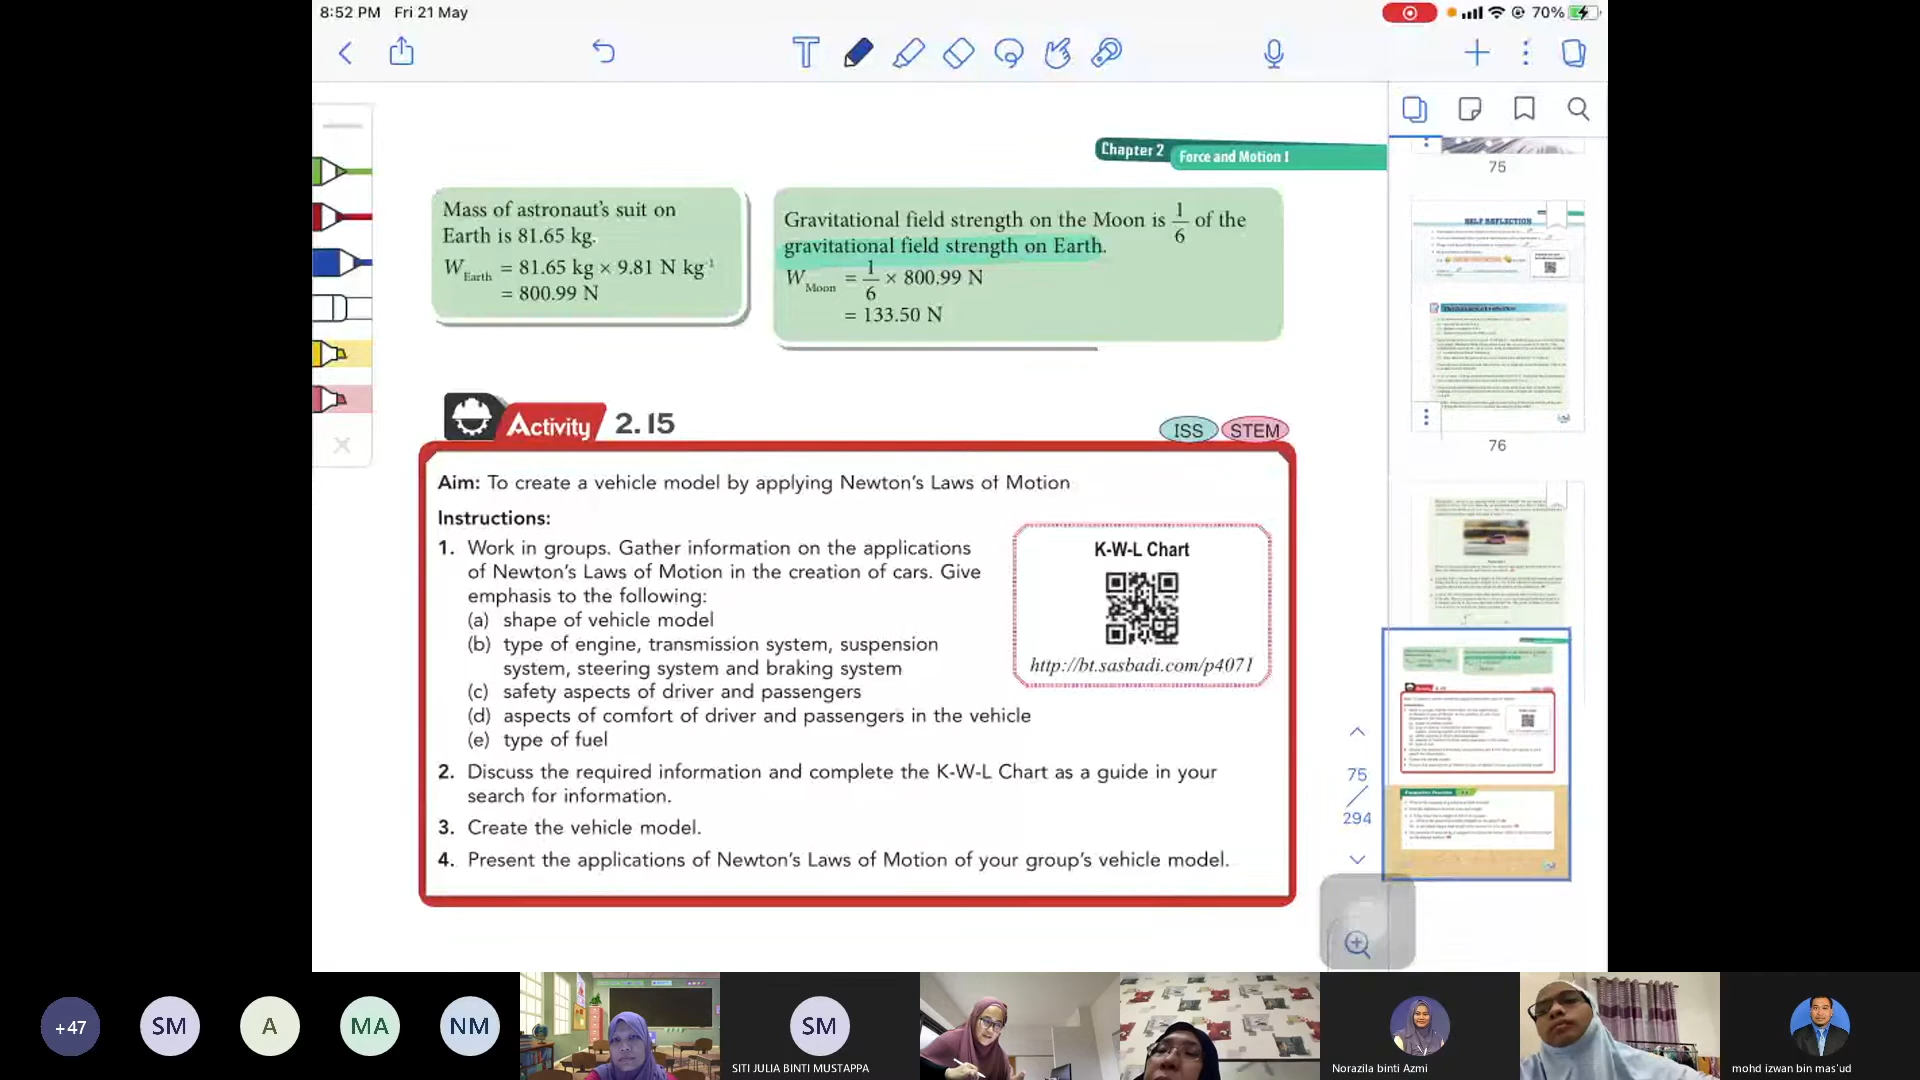 8:52 PM Fri 21 May
70%
Chapter 2 Force and Motion I
Mass of astronaut's suit on
Earth is 81.65 kg.
W Earth = 81.65 kg × 9.81 N kg⁻¹
= 800.99 N
Gravitational field strength on the Moon is 1/6 of the
gravitational field strength on Earth.
W Moon = 1/6 × 800.99 N
= 133.50 N
Activity 2.15
ISS STEM
Aim: To create a vehicle model by applying Newton's Laws of Motion
Instructions:
1. Work in groups. Gather information on the applications
of Newton's Laws of Motion in the creation of cars. Give
emphasis to the following:
(a) shape of vehicle model
(b) type of engine, transmission system, suspension
system, steering system and braking system
(c) safety aspects of driver and passengers
(d) aspects of comfort of driver and passengers in the vehicle
(e) type of fuel
K-W-L Chart
http://bt.sasbadi.com/p4071
2. Discuss the required information and complete the K-W-L Chart as a guide in your
search for information.
3. Create the vehicle model.
4. Present the applications of Newton's Laws of Motion of your group's vehicle model.
75
SELF REFLECTION
76
75
294
+47
SM
A
MA
NM
SM
SITI JULIA BINTI MUSTAPPA
Norazila binti Azmi
mohd izwan bin mas'ud